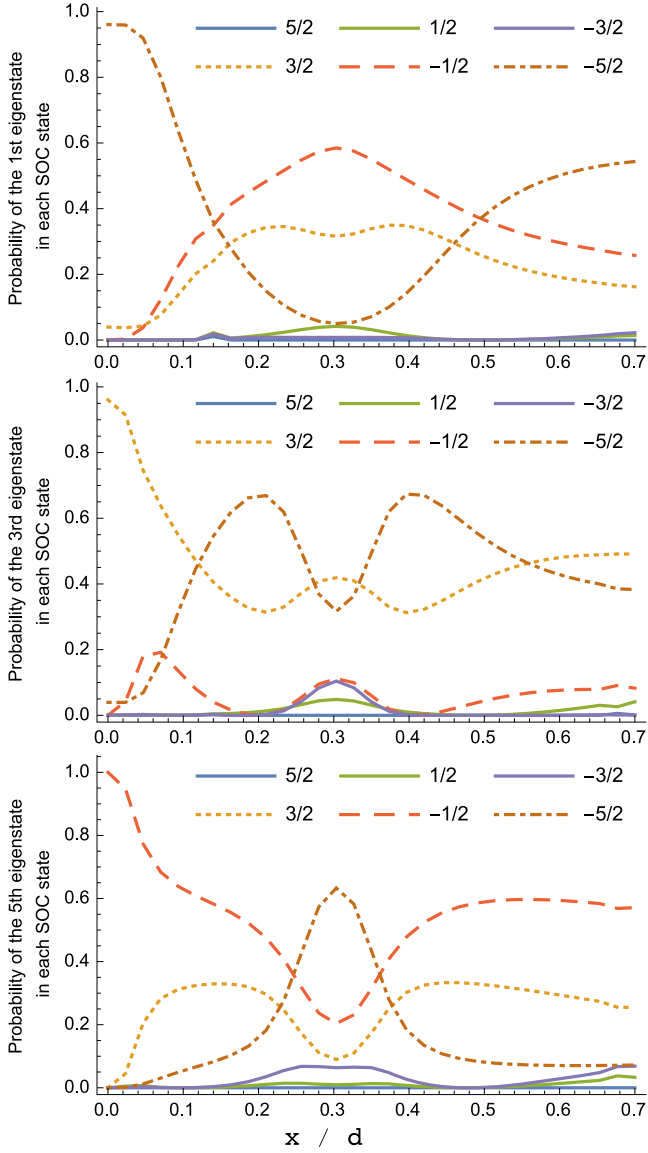 Probability of the 1st eigenstate
in each SOC state
5/2 1/2 −3/2
3/2 −1/2 −5/2
1.0
0.8
0.6
0.4
0.2
0.0
0.0 0.1 0.2 0.3 0.4 0.5 0.6 0.7
Probability of the 3rd eigenstate
in each SOC state
5/2 1/2 −3/2
3/2 −1/2 −5/2
1.0
0.8
0.6
0.4
0.2
0.0
0.0 0.1 0.2 0.3 0.4 0.5 0.6 0.7
Probability of the 5th eigenstate
in each SOC state
5/2 1/2 −3/2
3/2 −1/2 −5/2
1.0
0.8
0.6
0.4
0.2
0.0
0.0 0.1 0.2 0.3 0.4 0.5 0.6 0.7
x / d